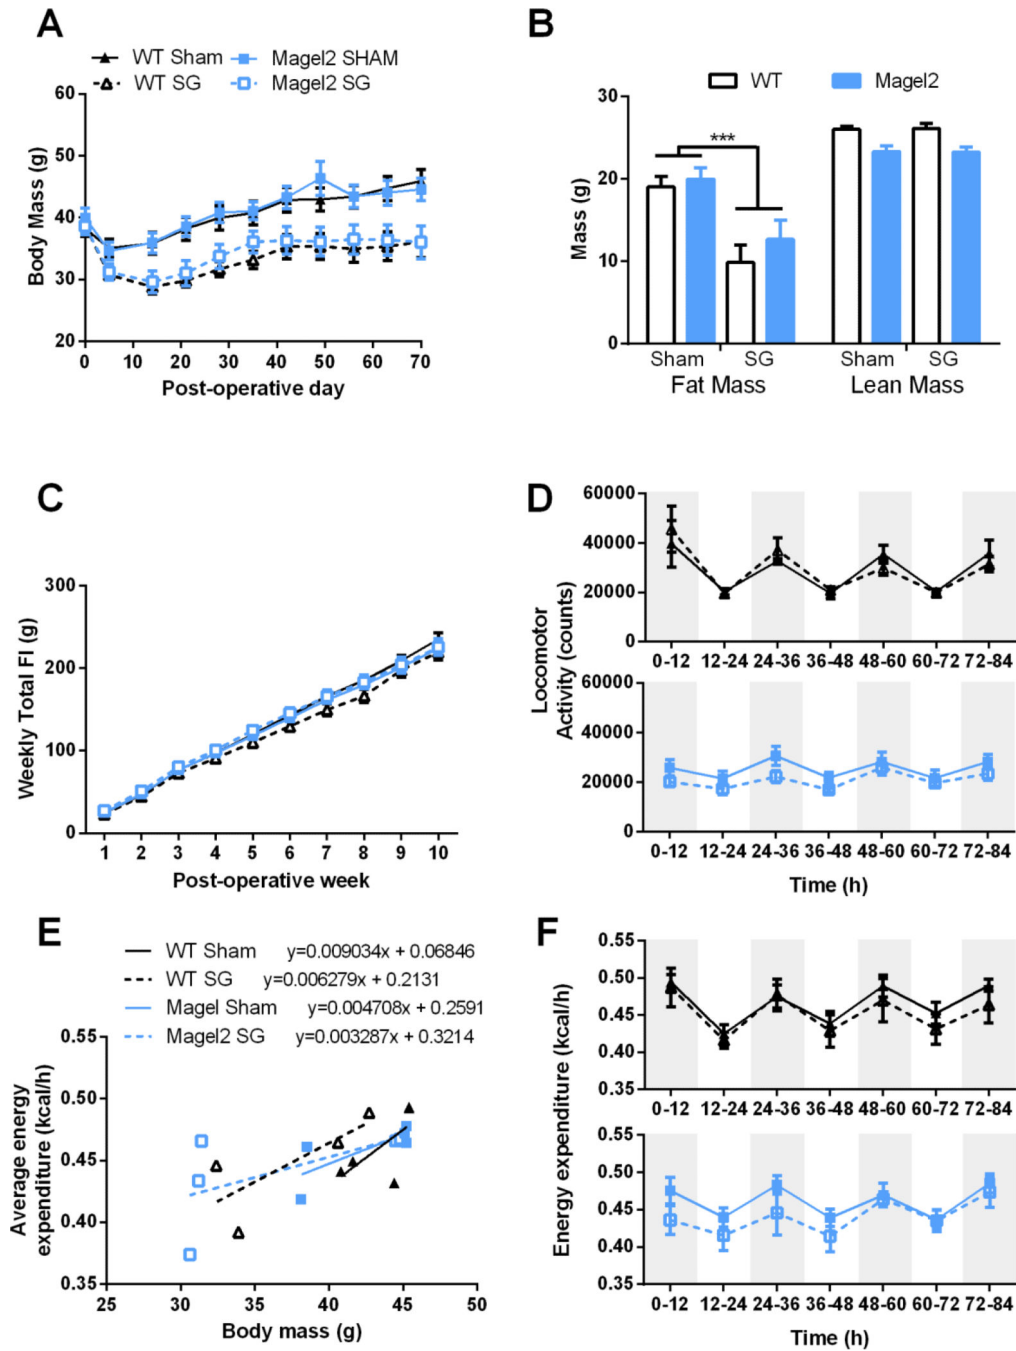 A
WT Sham
Magel2 SHAM
WT SG
Magel2 SG
Body Mass (g)
60
50
40
30
20
0
10
20
30
40
50
60
70
Post-operative day
B
WT
Magel2
Mass (g)
30
20
10
0
***
Sham
SG
Sham
SG
Fat Mass
Lean Mass
C
Weekly Total FI (g)
300
200
100
0
1
2
3
4
5
6
7
8
9
10
Post-operative week
D
Locomotor
Activity (counts)
60000
40000
20000
0
0-12
12-24
24-36
36-48
48-60
60-72
72-84
60000
40000
20000
0
0-12
12-24
24-36
36-48
48-60
60-72
72-84
Time (h)
E
WT Sham y=0.009034x + 0.06846
WT SG y=0.006279x + 0.2131
Magel Sham y=0.004708x + 0.2591
Magel2 SG y=0.003287x + 0.3214
Average energy
expenditure (kcal/h)
0.55
0.50
0.45
0.40
0.35
25
30
35
40
45
50
Body mass (g)
F
Energy expenditure (kcal/h)
0.55
0.50
0.45
0.40
0.35
0-12
12-24
24-36
36-48
48-60
60-72
72-84
0.55
0.50
0.45
0.40
0.35
0-12
12-24
24-36
36-48
48-60
60-72
72-84
Time (h)